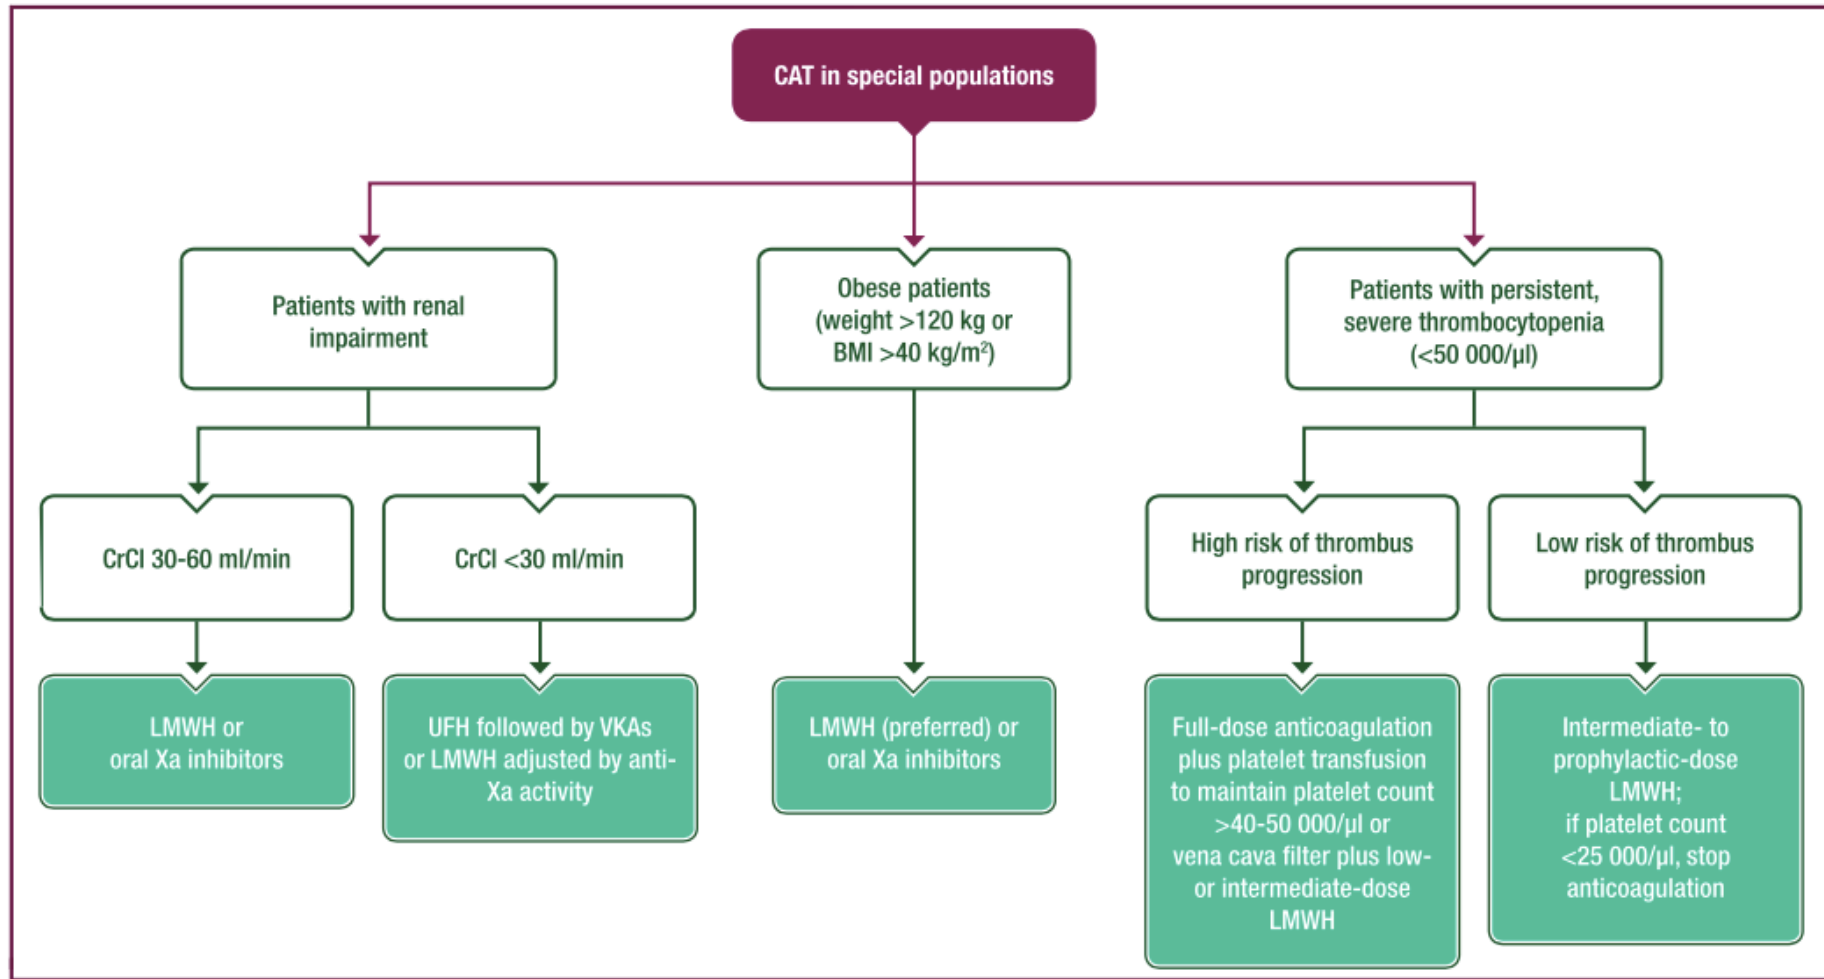 CAT in special populations
Patients with renal
impairment
Obese patients
(weight >120 kg or
BMI >40 kg/m²)
Patients with persistent,
severe thrombocytopenia
(<50 000/µl)
CrCl 30-60 ml/min
CrCl <30 ml/min
High risk of thrombus
progression
Low risk of thrombus
progression
LMWH or
oral Xa inhibitors
UFH followed by VKAs
or LMWH adjusted by anti-
Xa activity
LMWH (preferred) or
oral Xa inhibitors
Full-dose anticoagulation
plus platelet transfusion
to maintain platelet count
>40-50 000/µl or
vena cava filter plus low-
or intermediate-dose
LMWH
Intermediate- to
prophylactic-dose
LMWH;
if platelet count
<25 000/µl, stop
anticoagulation